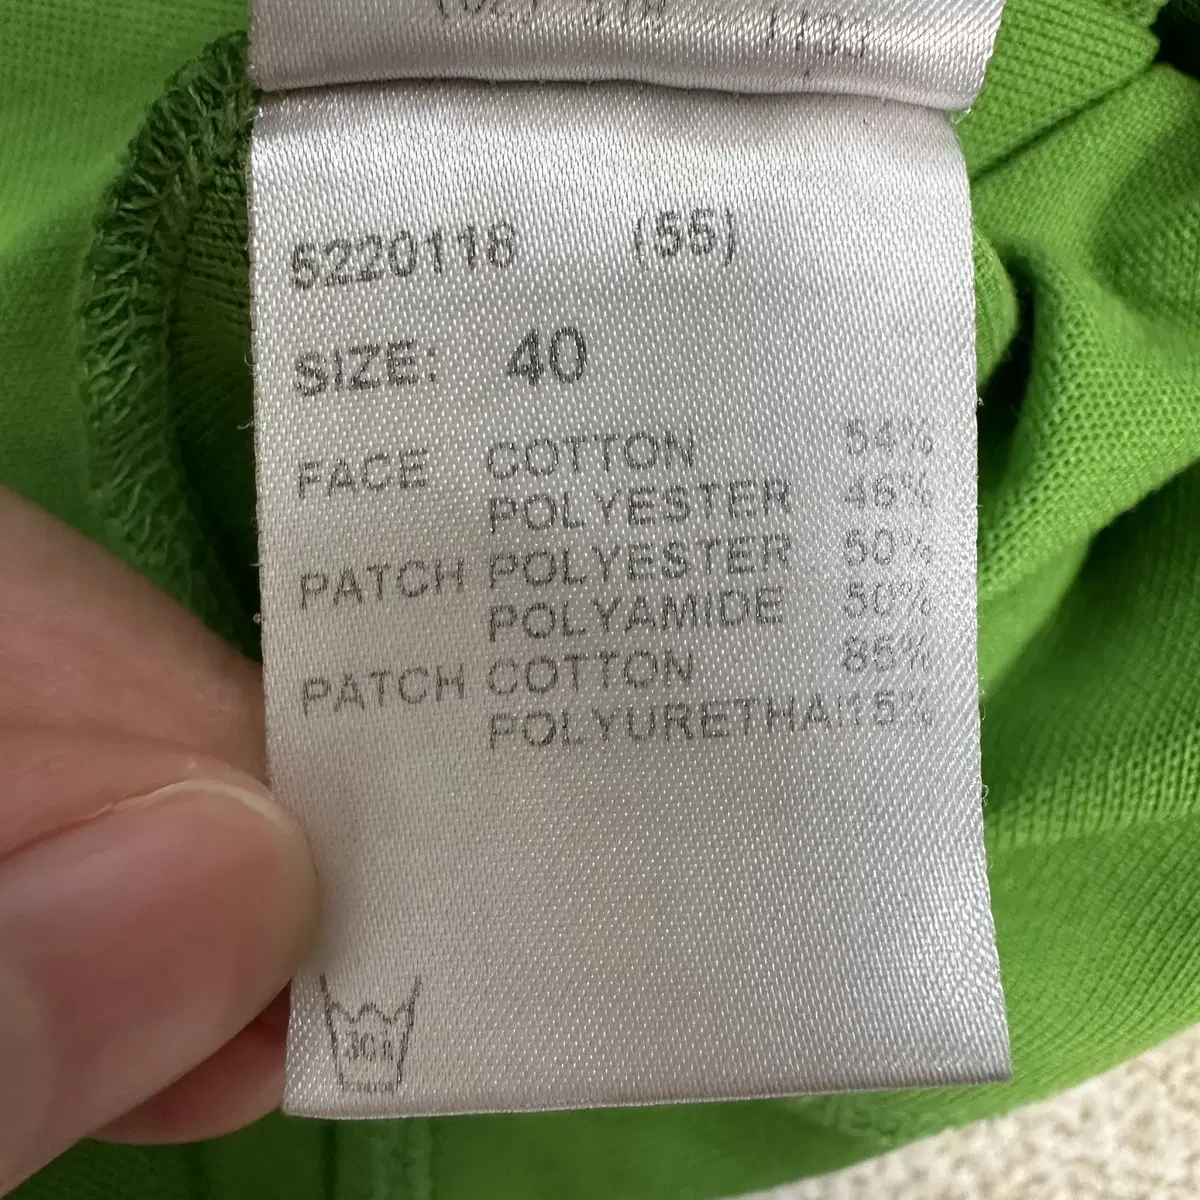 5220118 (55)
SIZE: 40
FACE COTTON 54%
POLYESTER 46%
PATCH POLYESTER 50%
POLYAMIDE 50%
PATCH COTTON 85%
POLYURETHA 15%
30